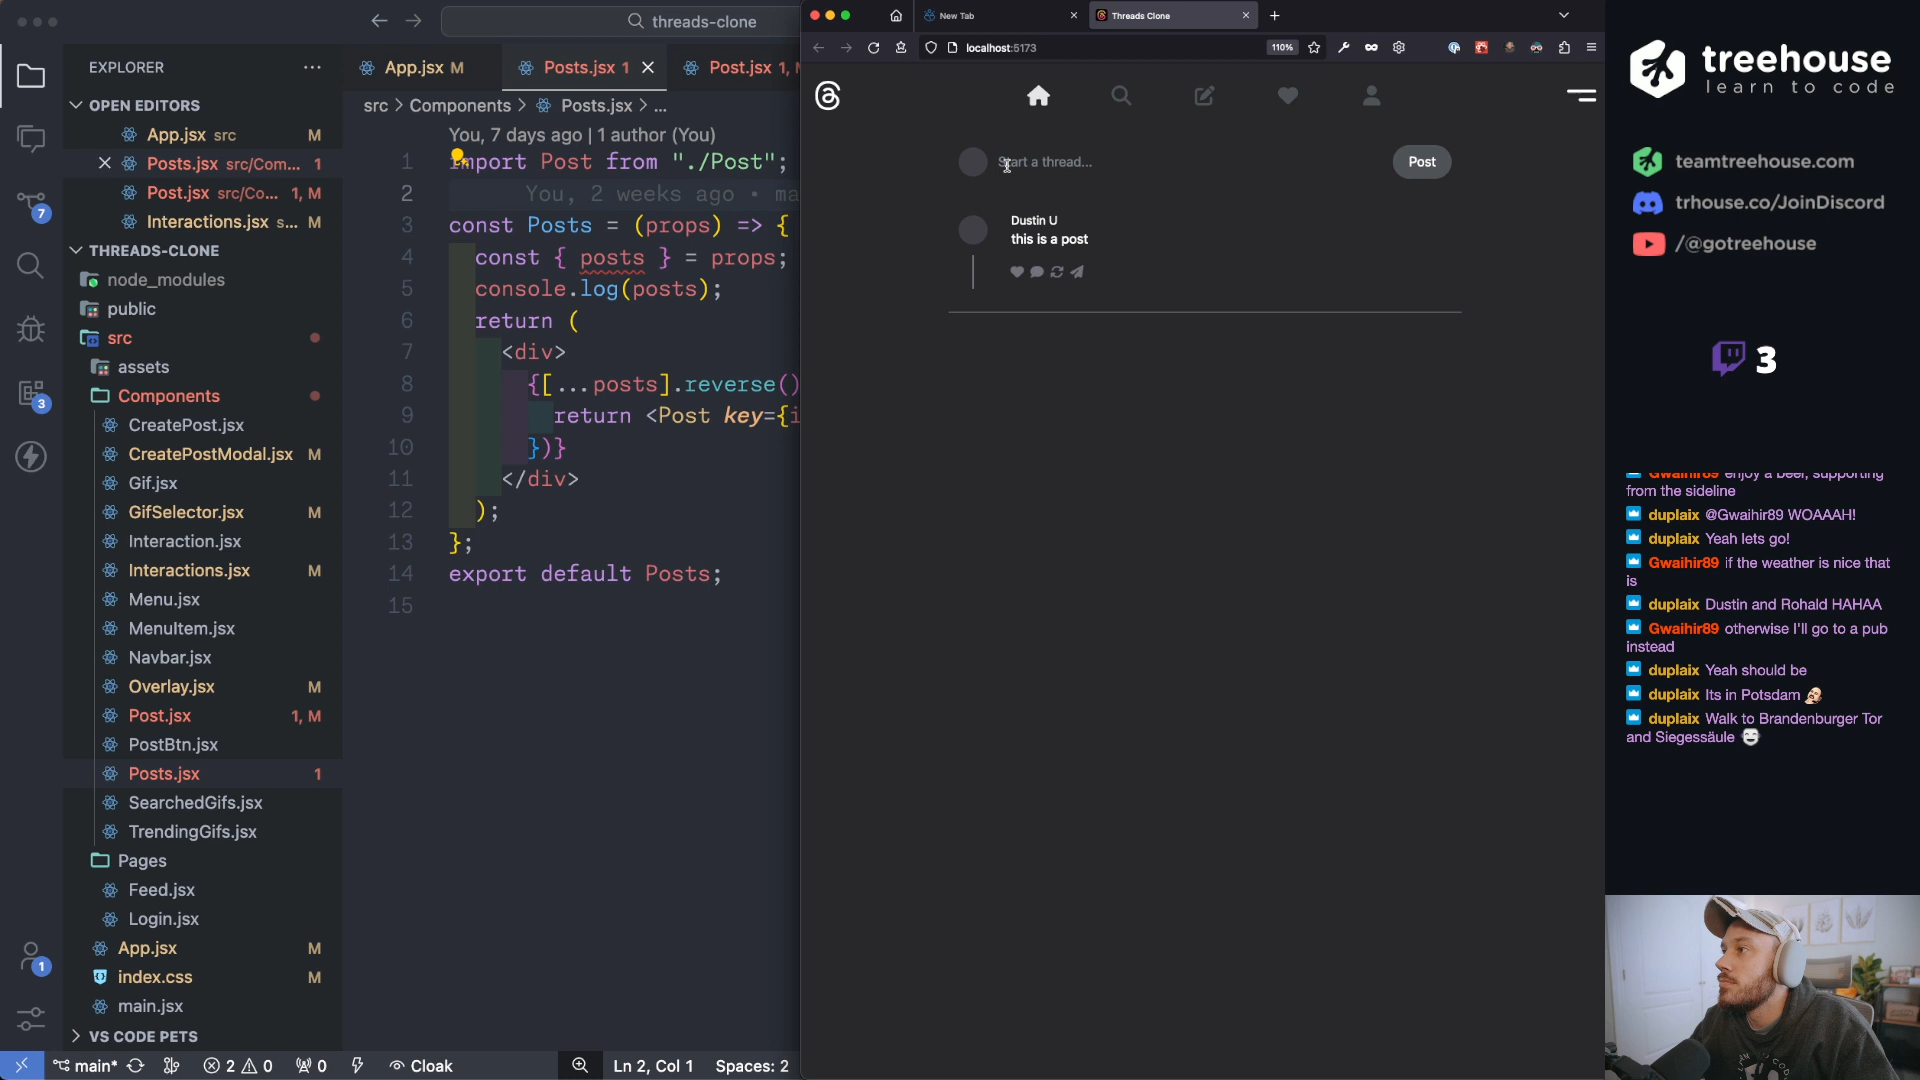 threads-clone
EXPLORER
OPEN EDITORS
App.jsx src M
Posts.jsx src/Com... 1
Post.jsx src/Co... 1, M
Interactions.jsx s... M
THREADS-CLONE
node_modules
public
src
assets
Components
CreatePost.jsx
CreatePostModal.jsx M
Gif.jsx
GifSelector.jsx M
Interaction.jsx
Interactions.jsx M
Menu.jsx
MenuItem.jsx
Navbar.jsx
Overlay.jsx M
Post.jsx 1, M
PostBtn.jsx
Posts.jsx 1
SearchedGifs.jsx
TrendingGifs.jsx
Pages
Feed.jsx
Login.jsx
App.jsx M
index.css M
main.jsx
VS CODE PETS
7
3
1
main* 2 0 0 Cloak Ln 2, Col 1 Spaces: 2
App.jsx M Posts.jsx 1 Post.jsx 1,
src > Components > Posts.jsx > ...
You, 7 days ago | 1 author (You)
1 import Post from "./Post";
2 You, 2 weeks ago • ma
3 const Posts = (props) => {
4 const { posts } = props;
5 console.log(posts);
6 return (
7 <div>
8 {[...posts].reverse()
9 return <Post key={i
10 })}
11 </div>
12 );
13 };
14 export default Posts;
15
New Tab
Threads Clone
localhost:5173
110%
Start a thread...
Post
Dustin U
this is a post
treehouse
learn to code
teamtreehouse.com
trhouse.co/JoinDiscord
/@gotreehouse
3
Gwaihir89 enjoy a beer, supporting
from the sideline
duplaix @Gwaihir89 WOAAAH!
duplaix Yeah lets go!
Gwaihir89 if the weather is nice that
is
duplaix Dustin and Rohald HAHAA
Gwaihir89 otherwise I'll go to a pub
instead
duplaix Yeah should be
duplaix Its in Potsdam
duplaix Walk to Brandenburger Tor
and Siegessäule